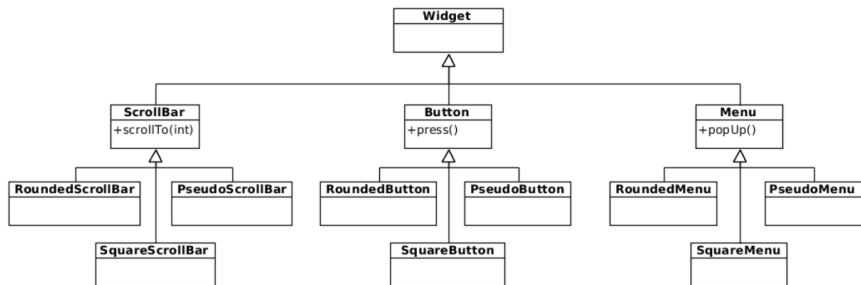 Widget
ScrollBar
+scrollTo(int)
Button
+press()
Menu
+popUp()
RoundedScrollBar
PseudoScrollBar
RoundedButton
PseudoButton
RoundedMenu
PseudoMenu
SquareScrollBar
SquareButton
SquareMenu